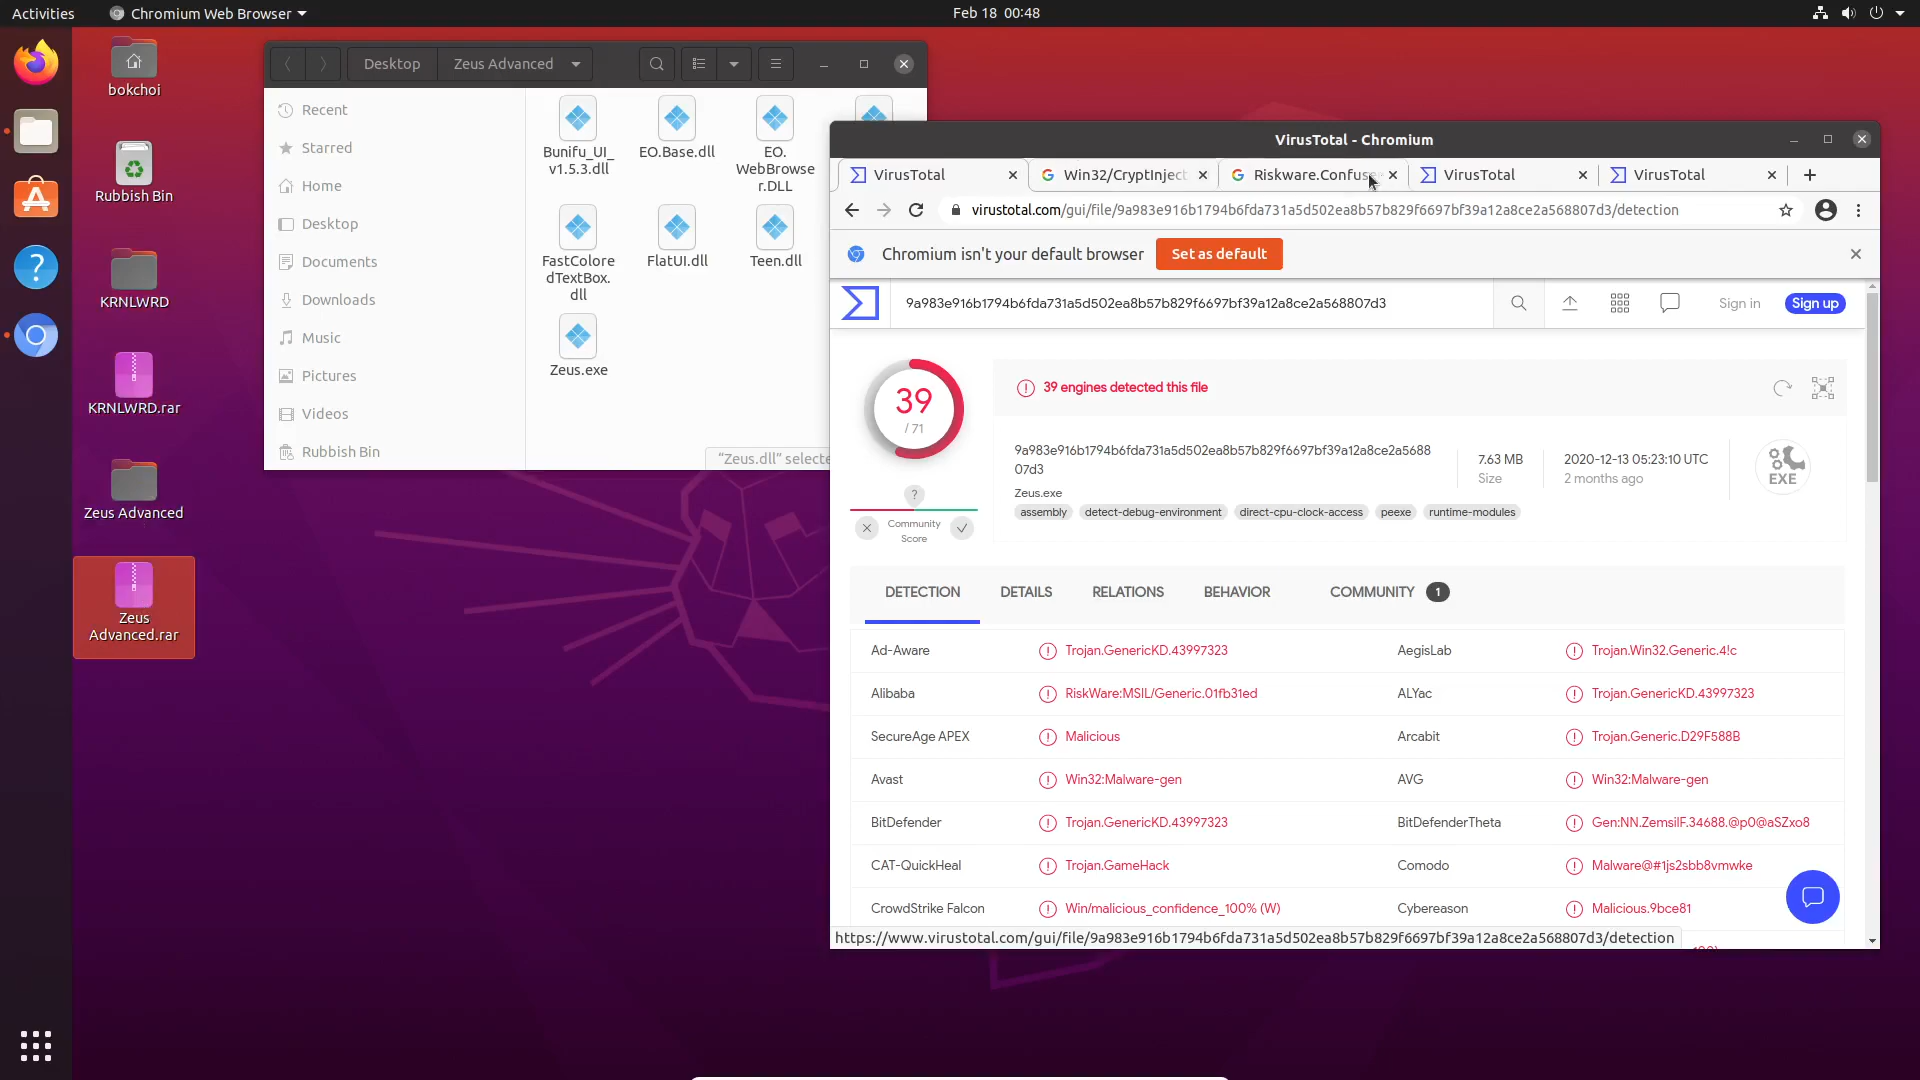 Activities
Chromium Web Browser
Feb 18 00:48
bokchoi
Rubbish Bin
KRNLWRD
KRNLWRD.rar
Zeus Advanced
Zeus
Advanced.rar
Desktop
Zeus Advanced
Recent
Starred
Home
Desktop
Documents
Downloads
Music
Pictures
Videos
Rubbish Bin
Bunifu_UI_
v1.5.3.dll
EO.Base.dll
EO.
WebBrowse
r.DLL
FastColore
dTextBox.
dll
FlatUI.dll
Teen.dll
Zeus.exe
“Zeus.dll” selecte
VirusTotal - Chromium
VirusTotal
Win32/CryptInject
Riskware.Confuse
VirusTotal
VirusTotal
virustotal.com/gui/file/9a983e916b1794b6fda731a5d502ea8b57b829f6697bf39a12a8ce2a568807d3/detection
Chromium isn't your default browser
Set as default
9a983e916b1794b6fda731a5d502ea8b57b829f6697bf39a12a8ce2a568807d3
Sign in
Sign up
39
/ 71
?
Community
Score
39 engines detected this file
9a983e916b1794b6fda731a5d502ea8b57b829f6697bf39a12a8ce2a5688
07d3
Zeus.exe
assembly
detect-debug-environment
direct-cpu-clock-access
peexe
runtime-modules
7.63 MB
Size
2020-12-13 05:23:10 UTC
2 months ago
EXE
DETECTION
DETAILS
RELATIONS
BEHAVIOR
COMMUNITY
1
Ad-Aware
Trojan.GenericKD.43997323
AegisLab
Trojan.Win32.Generic.4!c
Alibaba
RiskWare:MSIL/Generic.01fb31ed
ALYac
Trojan.GenericKD.43997323
SecureAge APEX
Malicious
Arcabit
Trojan.Generic.D29F588B
Avast
Win32:Malware-gen
AVG
Win32:Malware-gen
BitDefender
Trojan.GenericKD.43997323
BitDefenderTheta
Gen:NN.ZemsilF.34688.@p0@aSZxo8
CAT-QuickHeal
Trojan.GameHack
Comodo
Malware@#1js2sbb8vmwke
CrowdStrike Falcon
Win/malicious_confidence_100% (W)
Cybereason
Malicious.9bce81
https://www.virustotal.com/gui/file/9a983e916b1794b6fda731a5d502ea8b57b829f6697bf39a12a8ce2a568807d3/detection